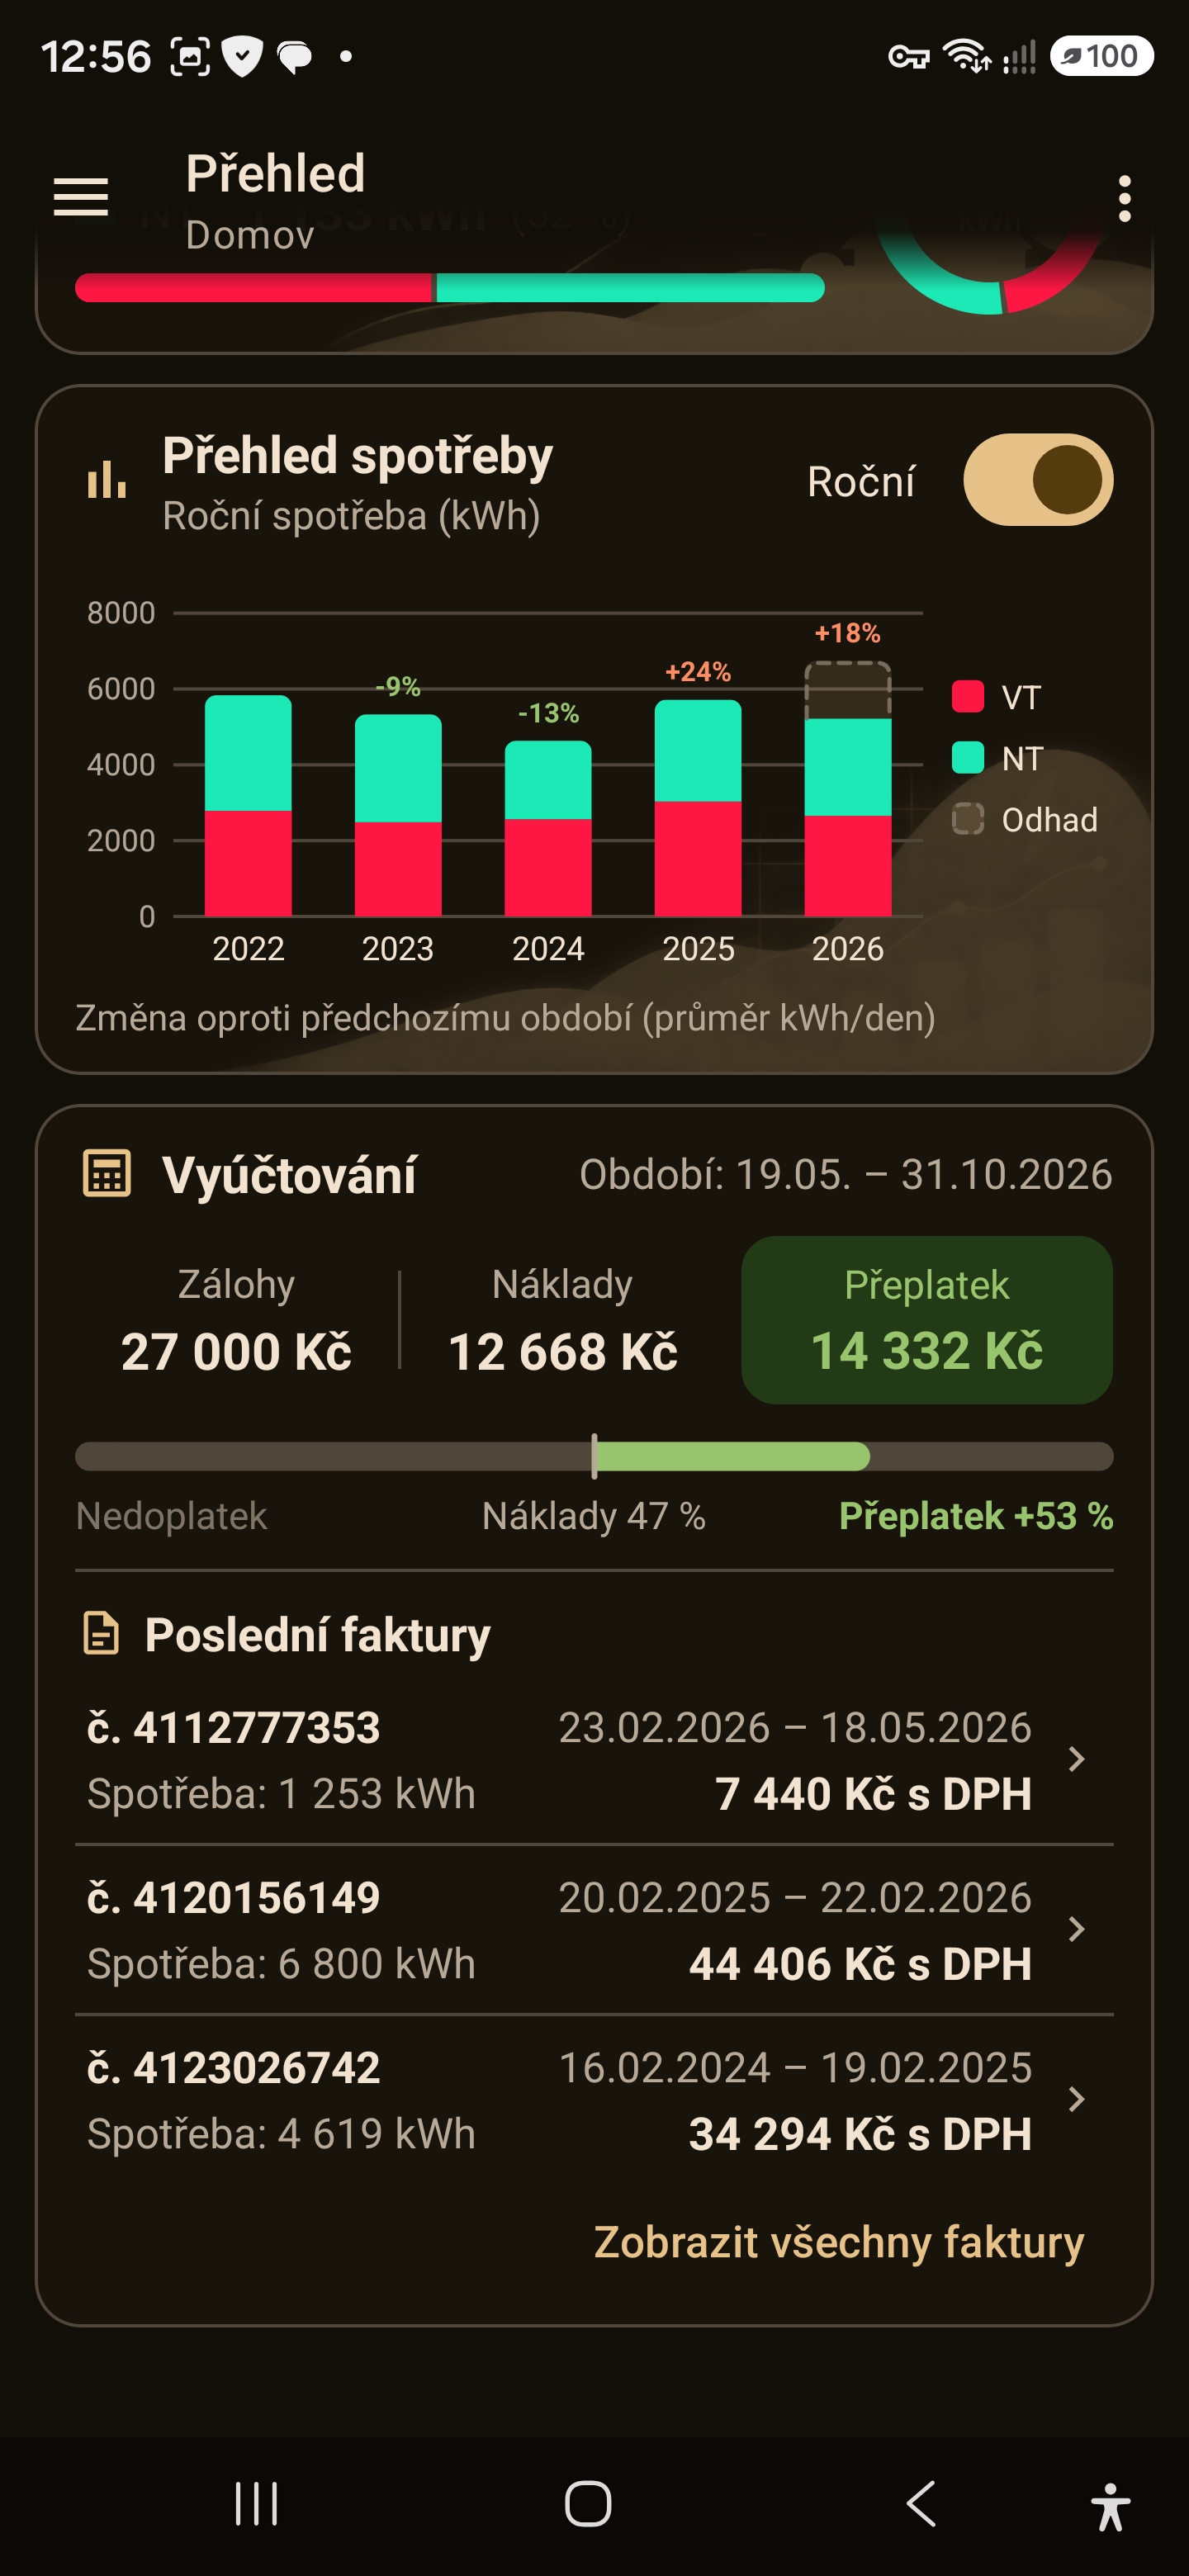 12:56
100
Přehled
Domov
Přehled spotřeby
Roční spotřeba (kWh)
Roční
8000
6000
4000
2000
0
-9%
-13%
+24%
+18%
VT
NT
Odhad
2022 2023 2024 2025 2026
Změna oproti předchozímu období (průměr kWh/den)
Vyúčtování
Období: 19.05. – 31.10.2026
Zálohy
27 000 Kč
Náklady
12 668 Kč
Přeplatek
14 332 Kč
Nedoplatek
Náklady 47 %
Přeplatek +53 %
Poslední faktury
č. 4112777353
23.02.2026 – 18.05.2026
Spotřeba: 1 253 kWh
7 440 Kč s DPH
č. 4120156149
20.02.2025 – 22.02.2026
Spotřeba: 6 800 kWh
44 406 Kč s DPH
č. 4123026742
16.02.2024 – 19.02.2025
Spotřeba: 4 619 kWh
34 294 Kč s DPH
Zobrazit všechny faktury